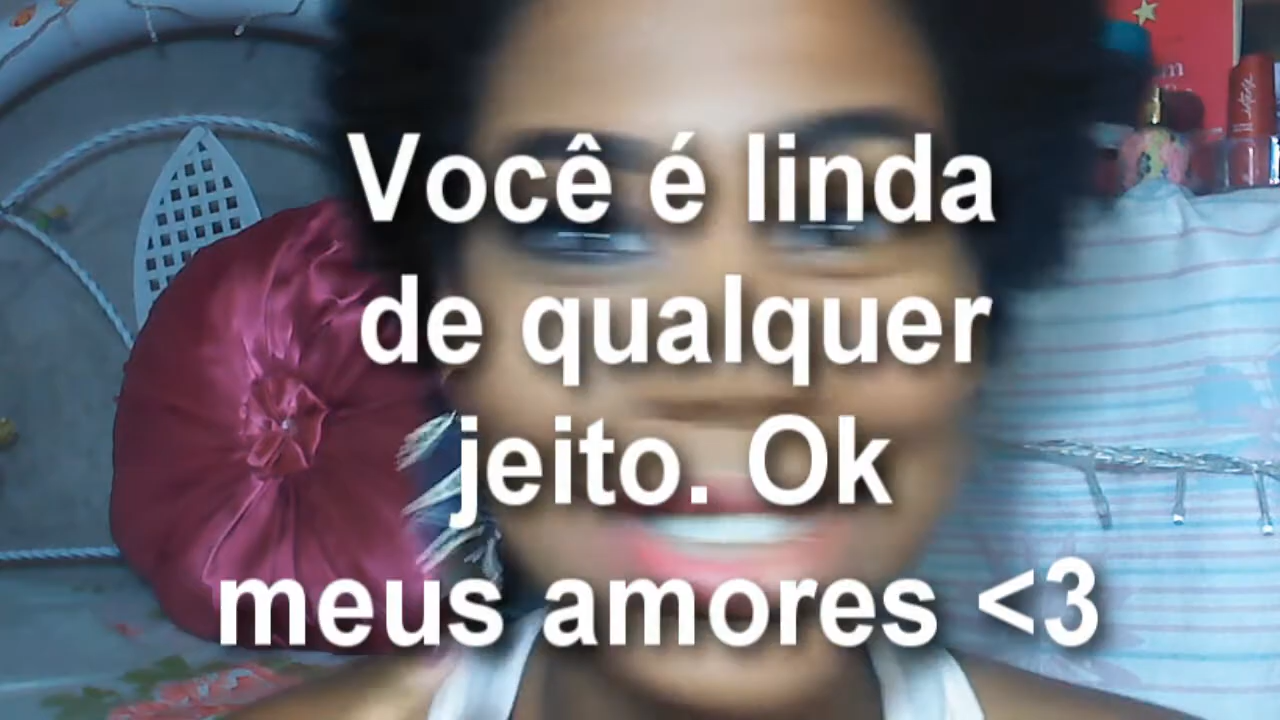 Você é linda
de qualquer
jeito. Ok
meus amores <3